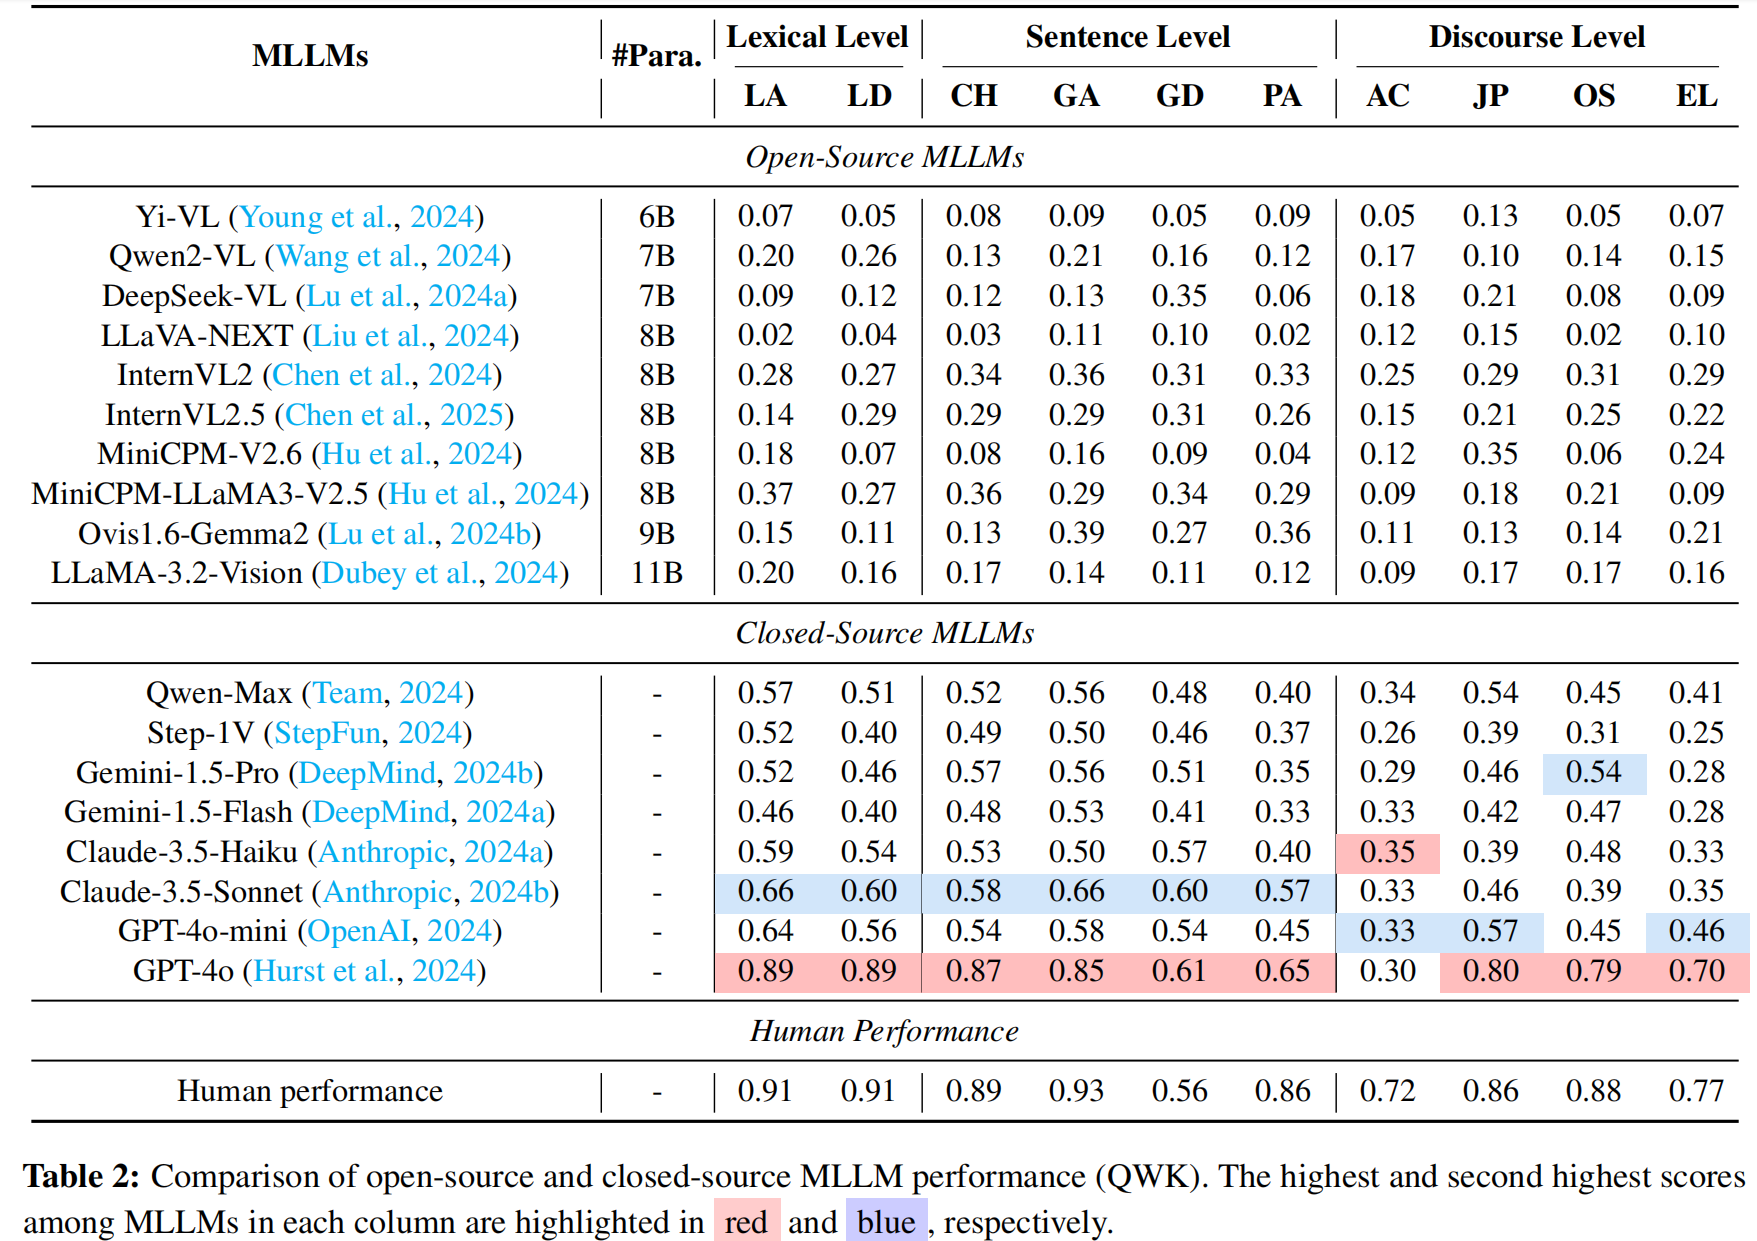 MLLMs #Para. Lexical Level Sentence Level Discourse Level
LA LD CH GA GD PA AC JP OS EL
Open-Source MLLMs
Yi-VL (Young et al., 2024) 6B 0.07 0.05 0.08 0.09 0.05 0.09 0.05 0.13 0.05 0.07
Qwen2-VL (Wang et al., 2024) 7B 0.20 0.26 0.13 0.21 0.16 0.12 0.17 0.10 0.14 0.15
DeepSeek-VL (Lu et al., 2024a) 7B 0.09 0.12 0.12 0.13 0.35 0.06 0.18 0.21 0.08 0.09
LLaVA-NEXT (Liu et al., 2024) 8B 0.02 0.04 0.03 0.11 0.10 0.02 0.12 0.15 0.02 0.10
InternVL2 (Chen et al., 2024) 8B 0.28 0.27 0.34 0.36 0.31 0.33 0.25 0.29 0.31 0.29
InternVL2.5 (Chen et al., 2025) 8B 0.14 0.29 0.29 0.29 0.31 0.26 0.15 0.21 0.25 0.22
MiniCPM-V2.6 (Hu et al., 2024) 8B 0.18 0.07 0.08 0.16 0.09 0.04 0.12 0.35 0.06 0.24
MiniCPM-LLaMA3-V2.5 (Hu et al., 2024) 8B 0.37 0.27 0.36 0.29 0.34 0.29 0.09 0.18 0.21 0.09
Ovis1.6-Gemma2 (Lu et al., 2024b) 9B 0.15 0.11 0.13 0.39 0.27 0.36 0.11 0.13 0.14 0.21
LLaMA-3.2-Vision (Dubey et al., 2024) 11B 0.20 0.16 0.17 0.14 0.11 0.12 0.09 0.17 0.17 0.16
Closed-Source MLLMs
Qwen-Max (Team, 2024) - 0.57 0.51 0.52 0.56 0.48 0.40 0.34 0.54 0.45 0.41
Step-1V (StepFun, 2024) - 0.52 0.40 0.49 0.50 0.46 0.37 0.26 0.39 0.31 0.25
Gemini-1.5-Pro (DeepMind, 2024b) - 0.52 0.46 0.57 0.56 0.51 0.35 0.29 0.46 0.54 0.28
Gemini-1.5-Flash (DeepMind, 2024a) - 0.46 0.40 0.48 0.53 0.41 0.33 0.33 0.42 0.47 0.28
Claude-3.5-Haiku (Anthropic, 2024a) - 0.59 0.54 0.53 0.50 0.57 0.40 0.35 0.39 0.48 0.33
Claude-3.5-Sonnet (Anthropic, 2024b) - 0.66 0.60 0.58 0.66 0.60 0.57 0.33 0.46 0.39 0.35
GPT-4o-mini (OpenAI, 2024) - 0.64 0.56 0.54 0.58 0.54 0.45 0.33 0.57 0.45 0.46
GPT-4o (Hurst et al., 2024) - 0.89 0.89 0.87 0.85 0.61 0.65 0.30 0.80 0.79 0.70
Human Performance
Human performance - 0.91 0.91 0.89 0.93 0.56 0.86 0.72 0.86 0.88 0.77
Table 2: Comparison of open-source and closed-source MLLM performance (QWK). The highest and second highest scores
among MLLMs in each column are highlighted in red and blue , respectively.